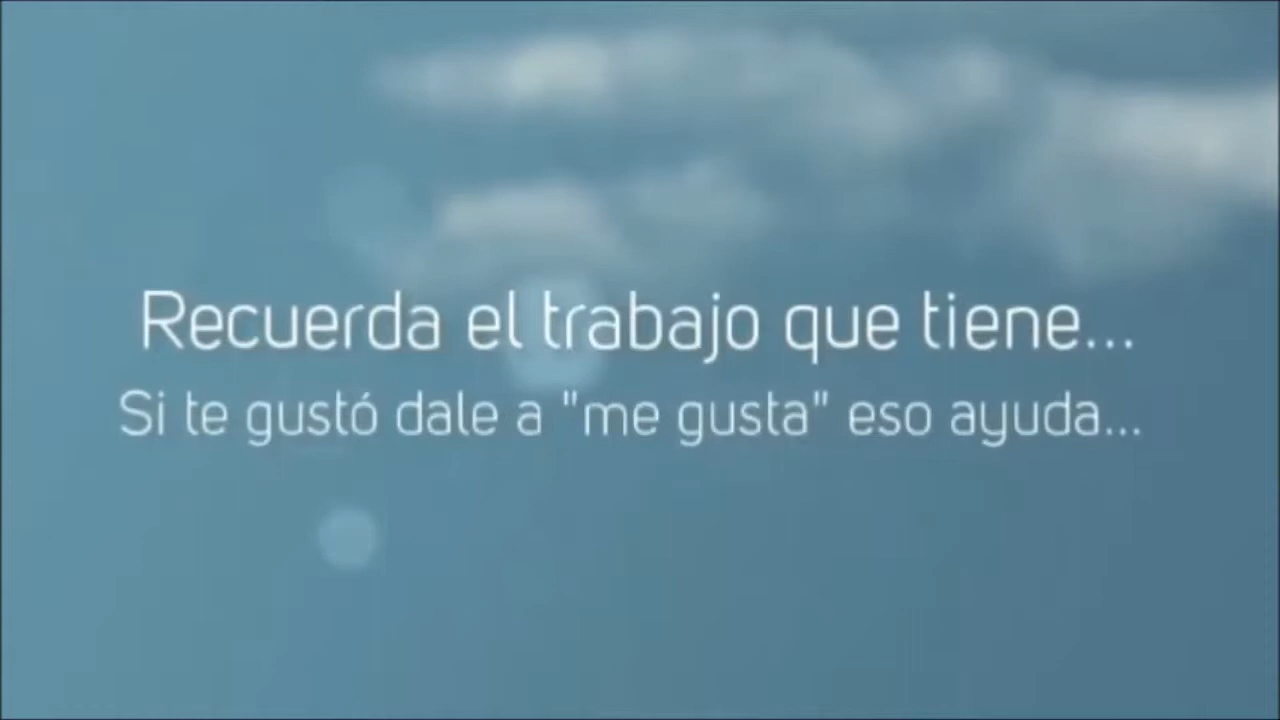 Recuerda el trabajo que tiene...
Si te gustó dale a "me gusta" eso ayuda...